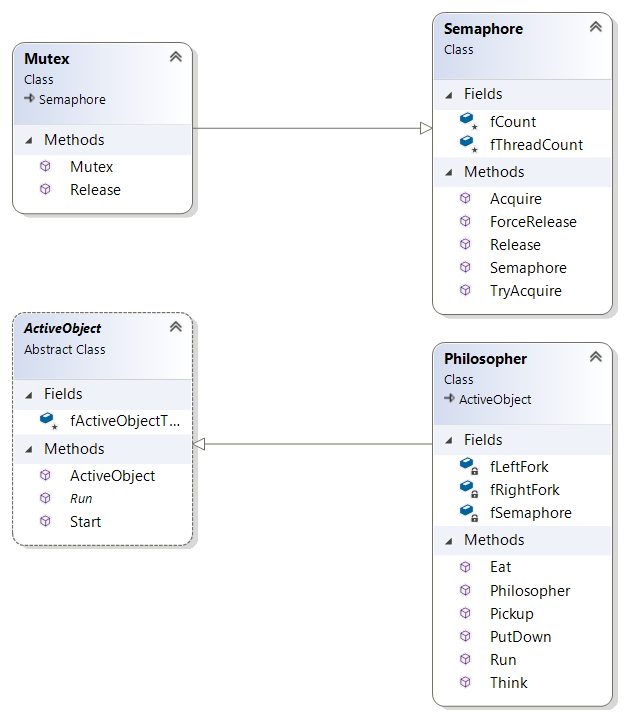 Mutex
Class
Semaphore
Methods
Mutex
Release
Semaphore
Class
Fields
fCount
fThreadCount
Methods
Acquire
ForceRelease
Release
Semaphore
TryAcquire
ActiveObject
Abstract Class
Fields
fActiveObjectT...
Methods
ActiveObject
Run
Start
Philosopher
Class
ActiveObject
Fields
fLeftFork
fRightFork
fSemaphore
Methods
Eat
Philosopher
Pickup
PutDown
Run
Think